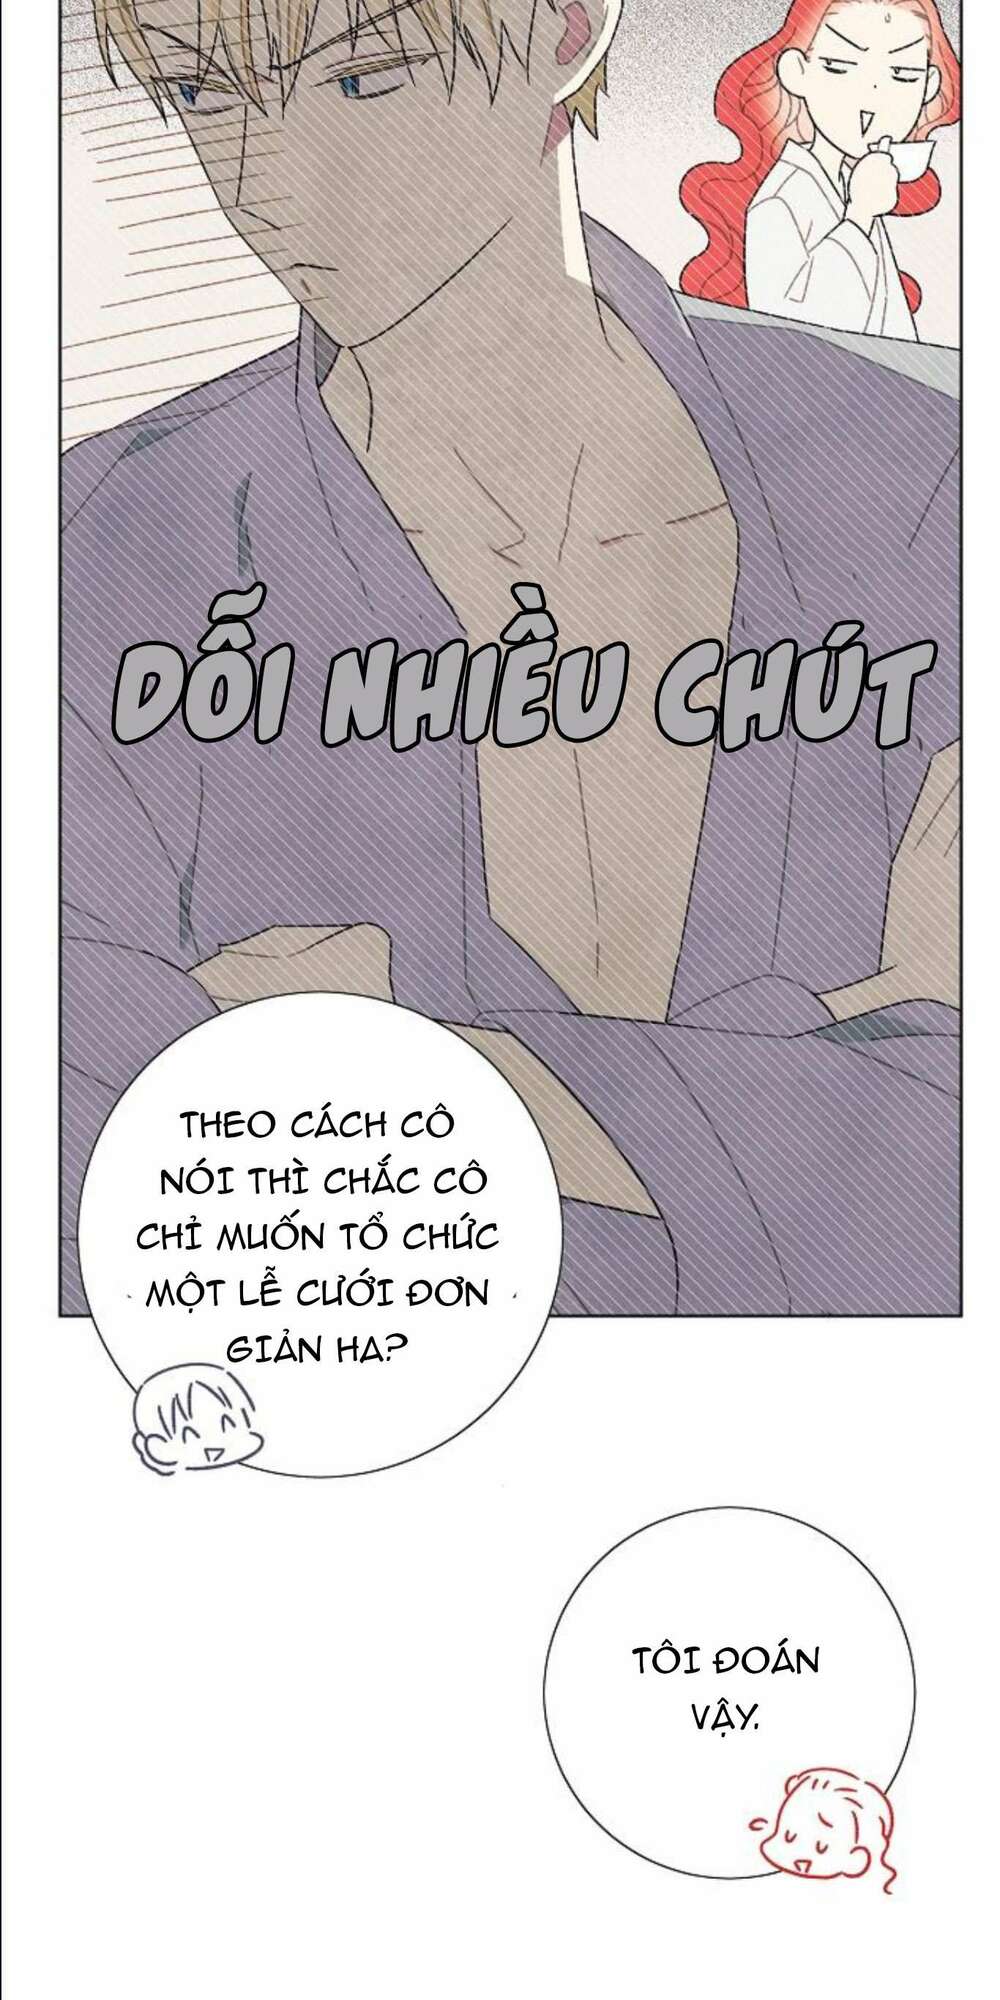 DỖI NHIỀU CHÚT
THEO CÁCH CÔ
NÓI THÌ CHẮC CÔ
CHỈ MUỐN TỔ CHỨC
MỘT LỄ CƯỚI ĐƠN
GIẢN HA?
TÔI ĐOÁN
VẬY.